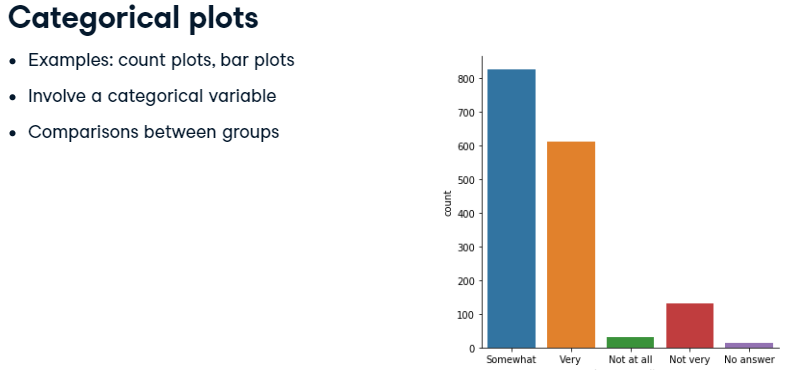 Categorical plots
• Examples: count plots, bar plots
• Involve a categorical variable
• Comparisons between groups
800
700
600
500
400
300
200
100
0
count
Somewhat Very Not at all Not very No answer